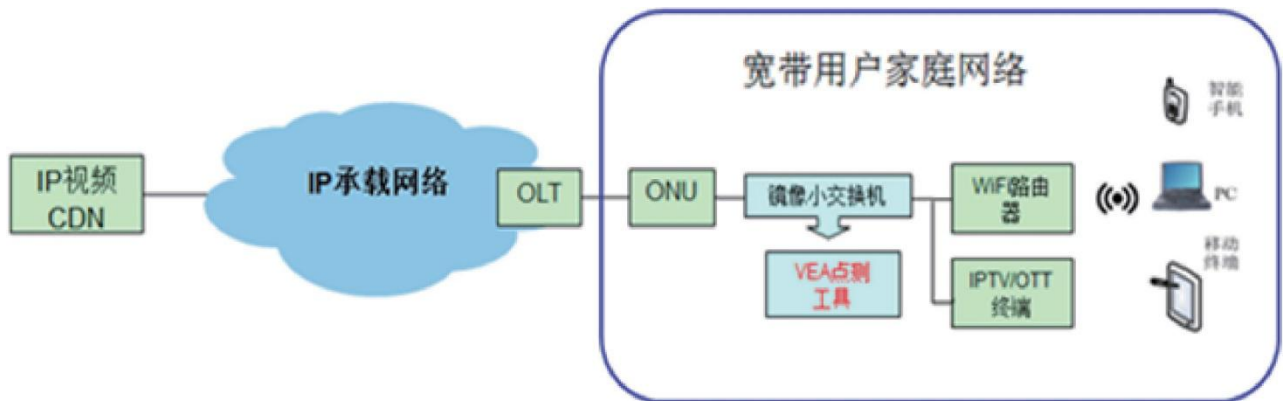 宽带用户家庭网络
智能
手机
IP视频
CDN
IP承载网络
OLT
ONU
镜像小交换机
WiFi路由
器
PC
VEA点测
工具
IPTV/OTT
终端
移动
终端